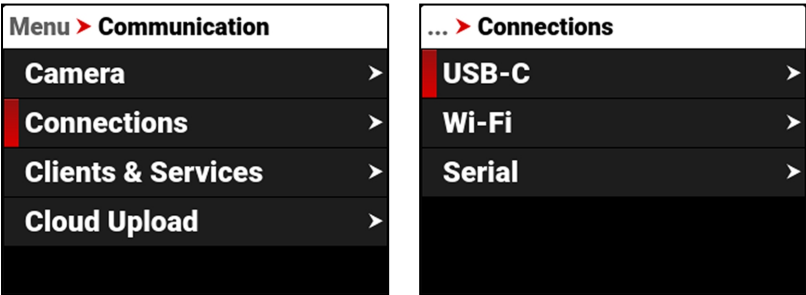 Menu ➤ Communication
Camera
Connections
Clients & Services
Cloud Upload
... ➤ Connections
USB-C
Wi-Fi
Serial